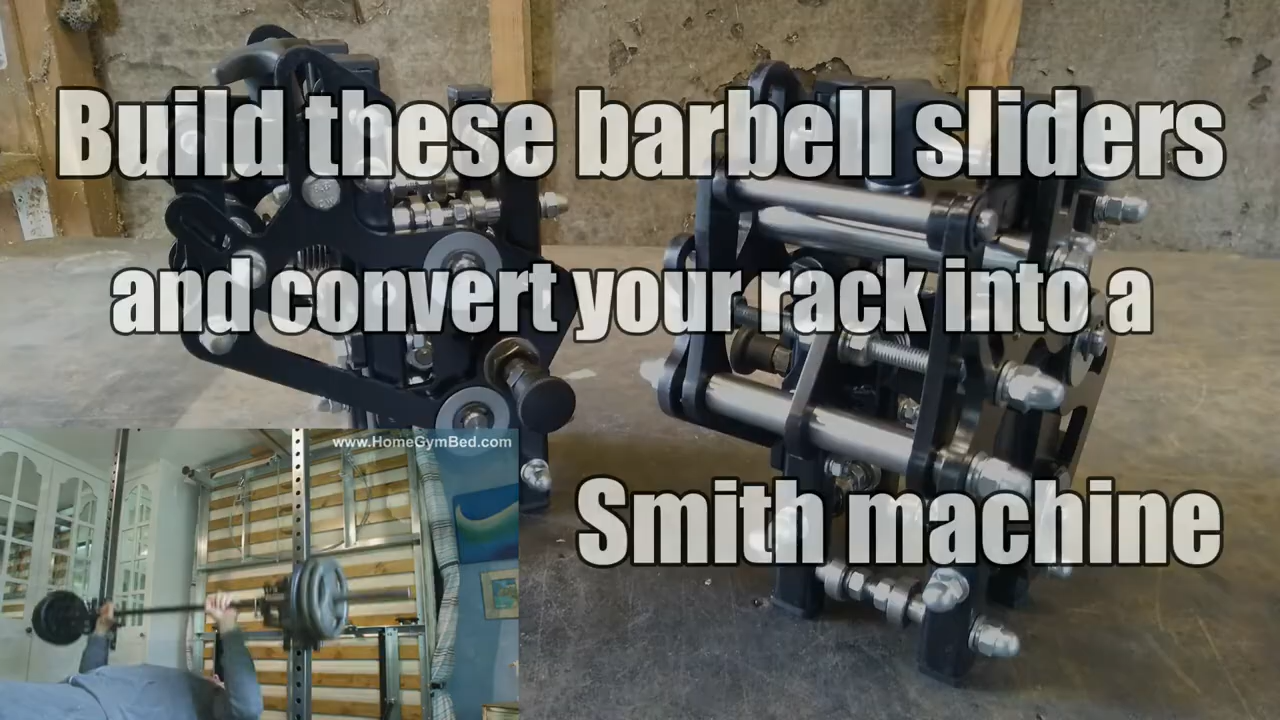 Build these barbell sliders
and convert your rack into a
Smith machine
www.HomeGymBed.com